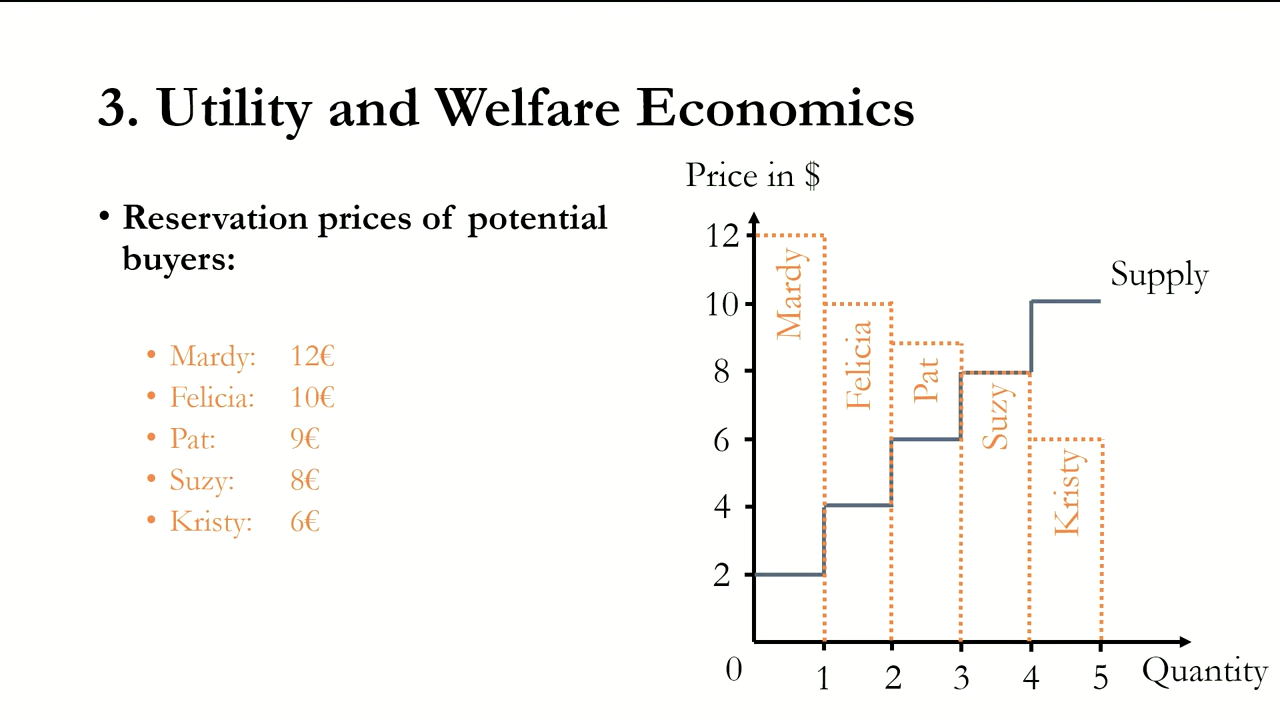 3. Utility and Welfare Economics
• Reservation prices of potential
buyers:
• Mardy: 12€
• Felicia: 10€
• Pat: 9€
• Suzy: 8€
• Kristy: 6€
Price in $
12
10
8
6
4
2
0
1 2 3 4 5
Quantity
Supply
Mardy
Felicia
Pat
Suzy
Kristy